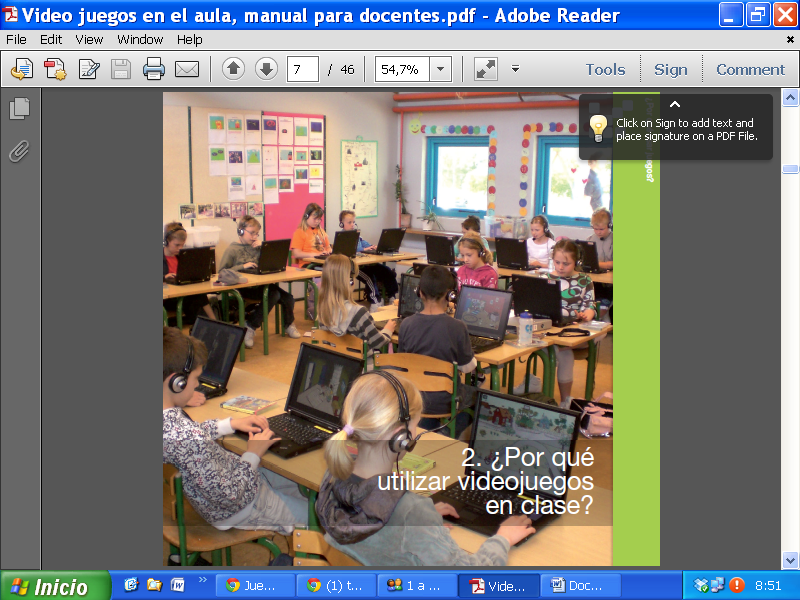 Video juegos en el aula, manual para docentes.pdf - Adobe Reader
File Edit View Window Help
7 / 46 54,7% Tools Sign Comment
Click on Sign to add text and
place signature on a PDF File.
2. ¿Por qué
utilizar videojuegos
en clase?
Inicio Jue... (1) t... 1 a ... Vide... Doc... 8:51